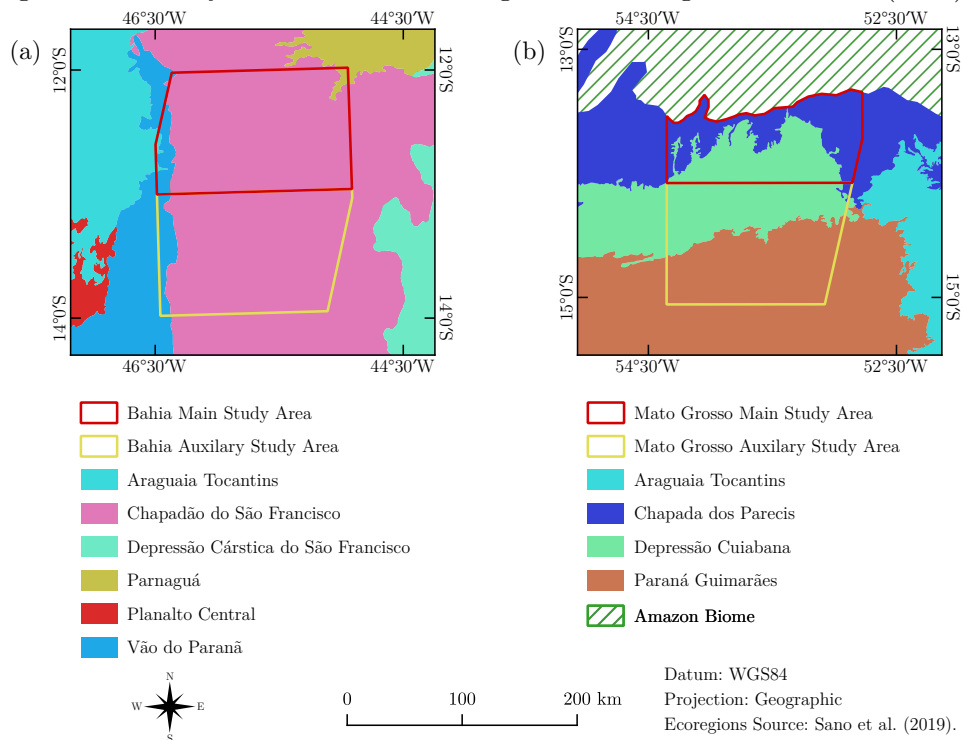 46°30′W 44°30′W 54°30′W 52°30′W
(a) (b)
12°0′S 12°0′S 13°0′S 13°0′S
14°0′S 14°0′S 15°0′S 15°0′S
46°30′W 44°30′W 54°30′W 52°30′W
Bahia Main Study Area
Bahia Auxilary Study Area
Araguaia Tocantins
Chapadão do São Francisco
Depressão Cárstica do São Francisco
Parnaguá
Planalto Central
Vão do Paranã
Mato Grosso Main Study Area
Mato Grosso Auxilary Study Area
Araguaia Tocantins
Chapada dos Parecis
Depressão Cuiabana
Paraná Guimarães
Amazon Biome
N
W E
S
0 100 200 km
Datum: WGS84
Projection: Geographic
Ecoregions Source: Sano et al. (2019).